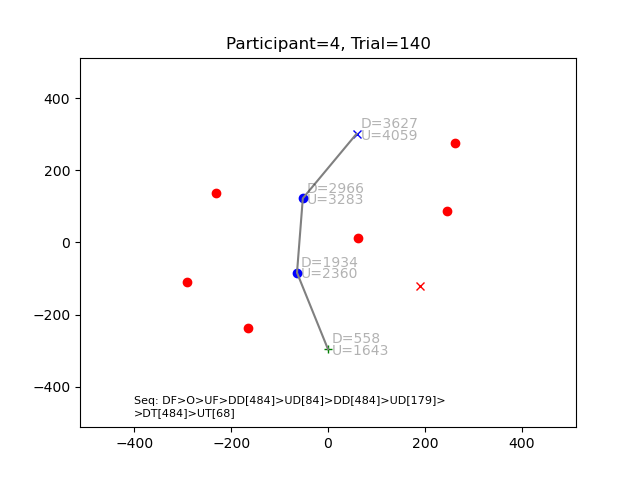 Participant=4, Trial=140
400
200
0
−200
−400
D=3627
U=4059
D=2966
U=3283
D=1934
U=2360
D=558
U=1643
Seq: DF>O>UF>DD[484]>UD[84]>DD[484]>UD[179]>
>DT[484]>UT[68]
−400
−200
0
200
400